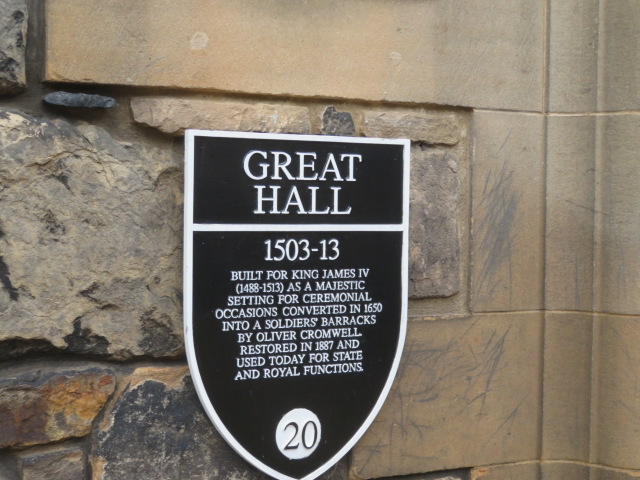 GREAT
HALL
1503-13
BUILT FOR KING JAMES IV
(1488-1513) AS A MAJESTIC
SETTING FOR CEREMONIAL
OCCASIONS CONVERTED IN 1650
INTO A SOLDIERS' BARRACKS
BY OLIVER CROMWELL.
RESTORED IN 1887 AND
USED TODAY FOR STATE
AND ROYAL FUNCTIONS.
20